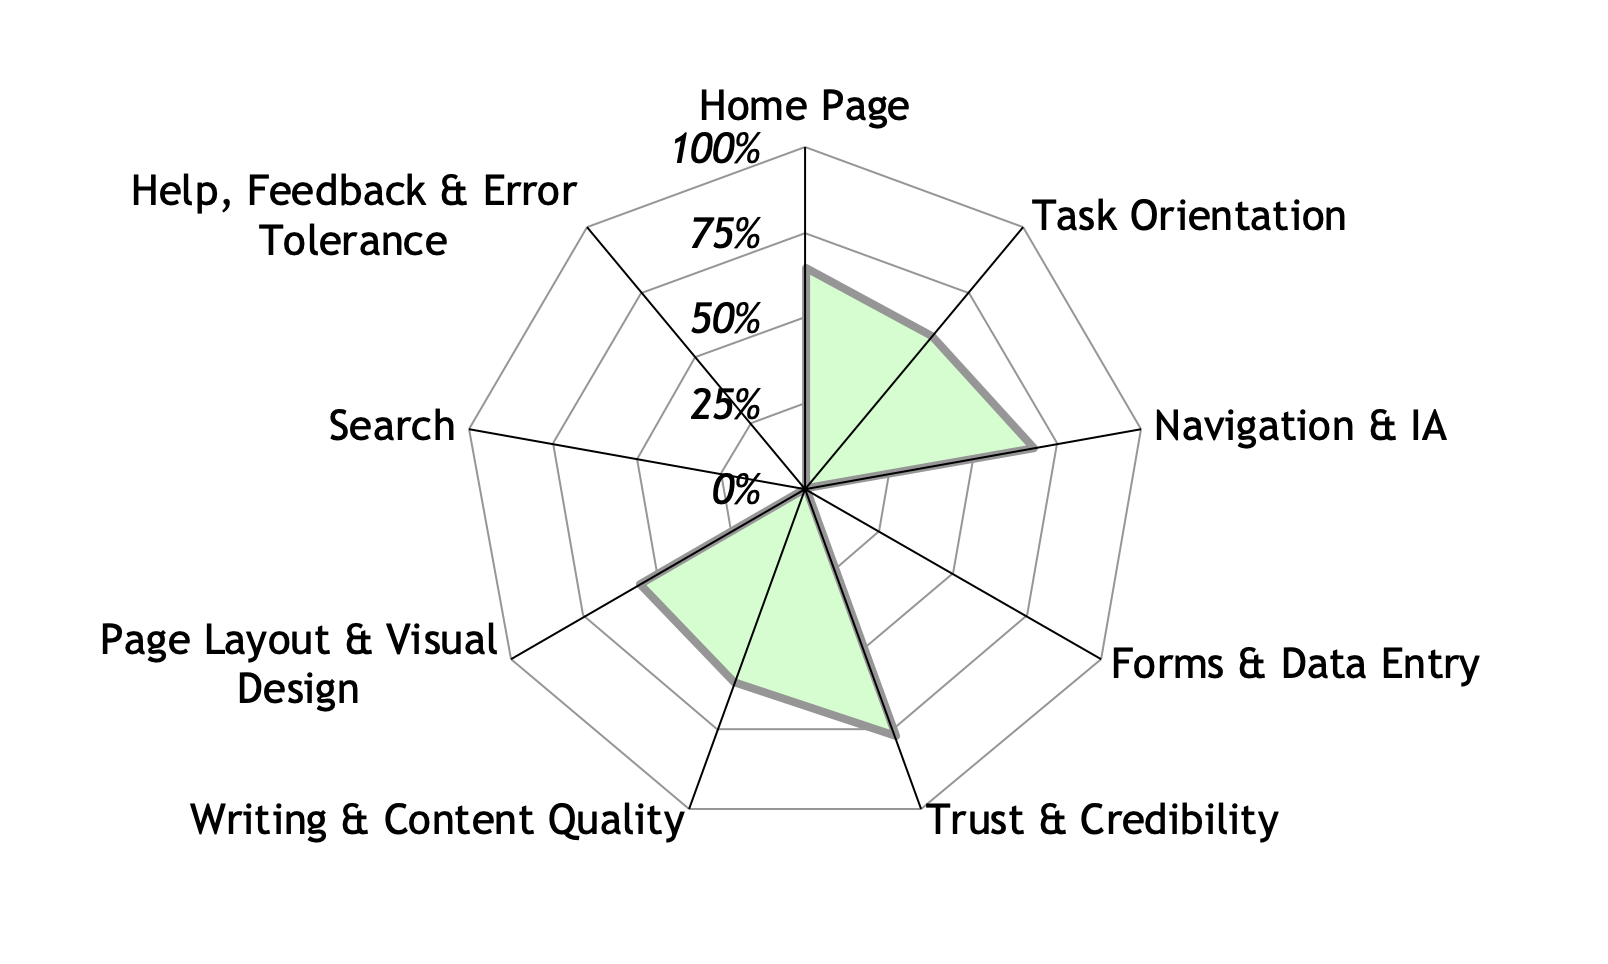 Home Page
100%
Help, Feedback & Error
Tolerance
Task Orientation
75%
50%
25%
Search
Navigation & IA
0%
Page Layout & Visual
Design
Forms & Data Entry
Writing & Content Quality
Trust & Credibility